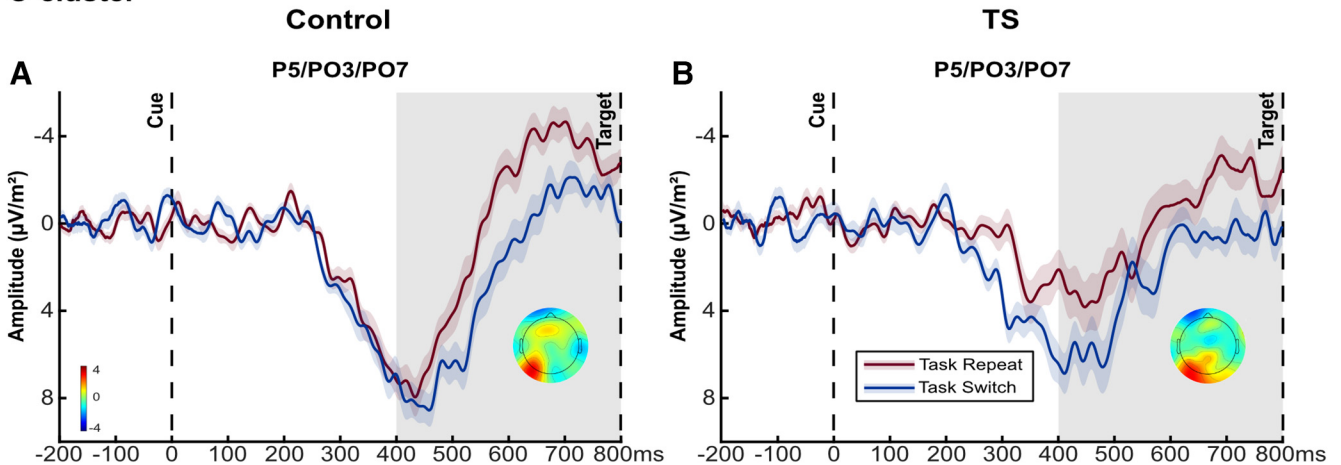 Control
TS
A
P5/PO3/PO7
Cue
Target
Amplitude (µV/m²)
-4
0
4
8
4
0
-4
-200 -100 0 100 200 300 400 500 600 700 800ms
B
P5/PO3/PO7
Cue
Target
Amplitude (µV/m²)
-4
0
4
8
Task Repeat
Task Switch
-200 -100 0 100 200 300 400 500 600 700 800ms